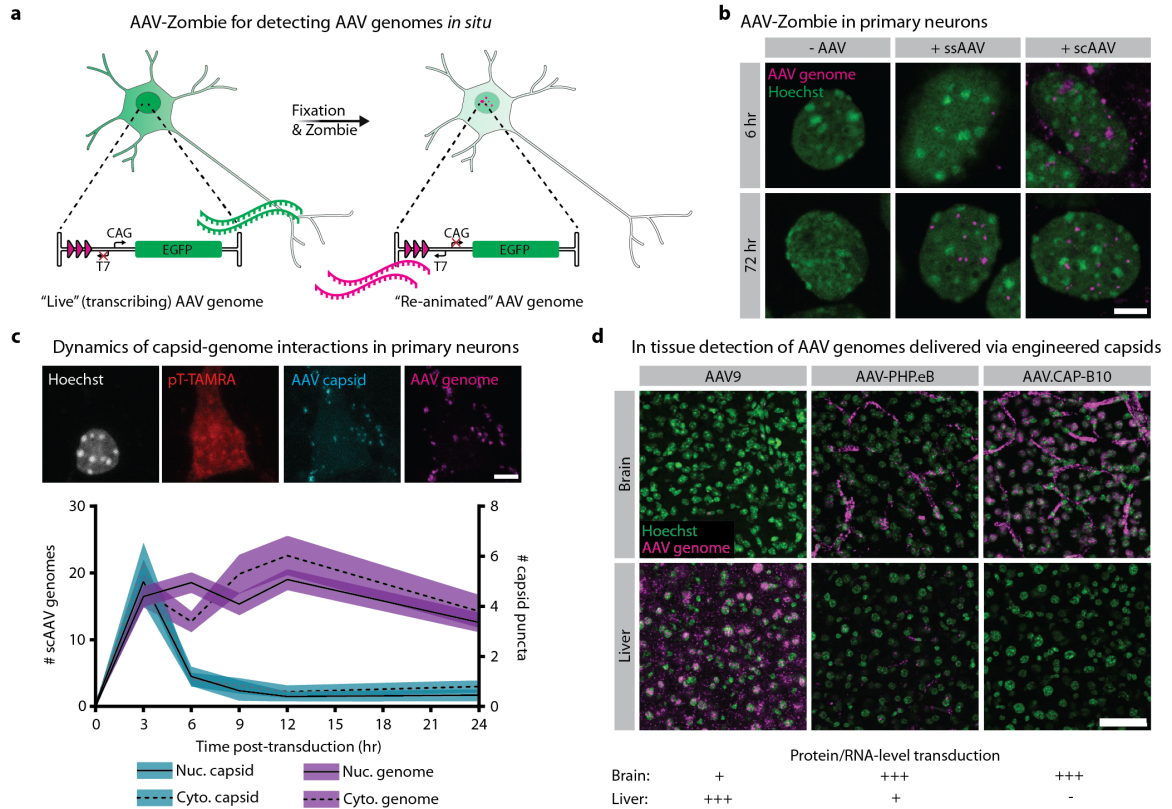 a
AAV-Zombie for detecting AAV genomes in situ
Fixation
& Zombie
CAG
EGFP
T7
"Live" (transcribing) AAV genome
CAG
EGFP
T7
"Re-animated" AAV genome
b
AAV-Zombie in primary neurons
- AAV
+ ssAAV
+ scAAV
AAV genome
Hoechst
6 hr
72 hr
c
Dynamics of capsid-genome interactions in primary neurons
Hoechst
pT-TAMRA
AAV capsid
AAV genome
30
20
10
0
# scAAV genomes
8
6
4
2
0
# capsid puncta
0 3 6 9 12 15 18 21 24
Time post-transduction (hr)
Nuc. capsid
Nuc. genome
Cyto. capsid
Cyto. genome
d
In tissue detection of AAV genomes delivered via engineered capsids
AAV9
AAV-PHP.eB
AAV.CAP-B10
Brain
Hoechst
AAV genome
Liver
Protein/RNA-level transduction
Brain: + +++ +++
Liver: +++ + -